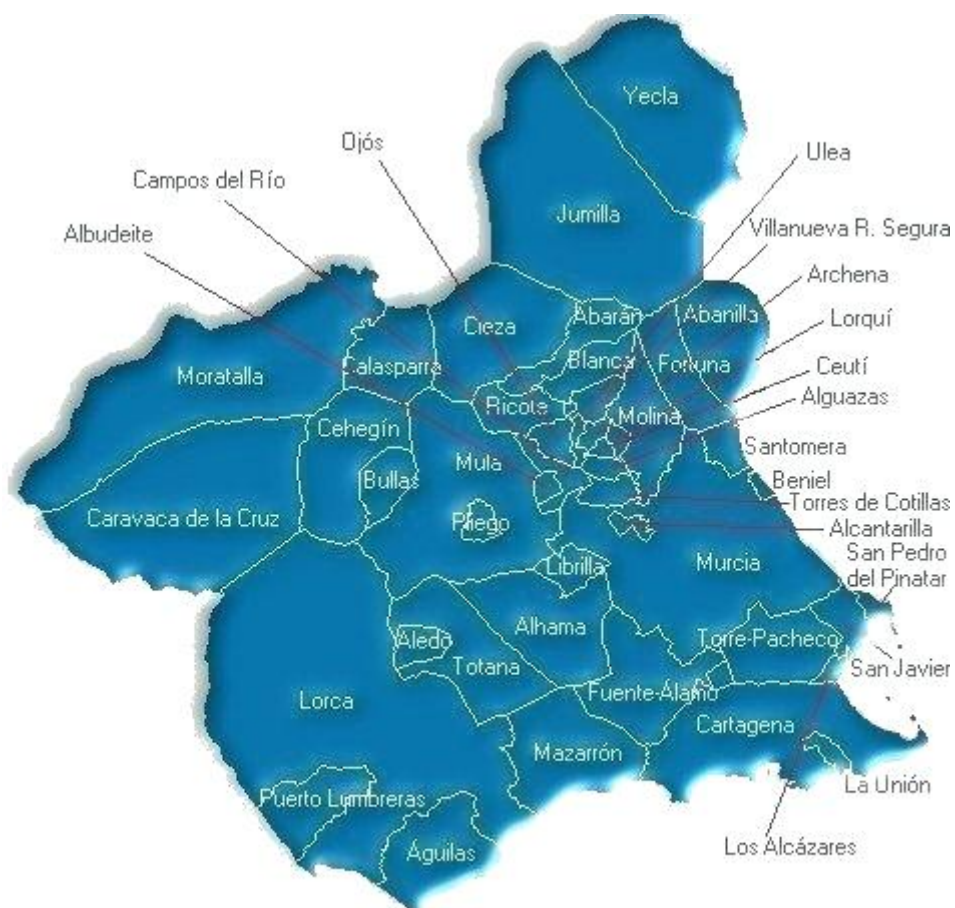 Yecla
Ojós
Ulea
Campos del Río
Jumilla
Villanueva R. Segura
Albudeite
Archena
Abarán
Abanilla
Lorquí
Cieza
Blanca
Fortuna
Ceutí
Calasparra
Moratalla
Alguazas
Ricote
Molina
Cehegín
Santomera
Mula
Bullas
Beniel
Torres de Cotillas
Caravaca de la Cruz
Pliego
Alcantarilla
San Pedro
del Pinatar
Librilla
Murcia
Alhama
Aledo
Torre-Pacheco
Totana
San Javier
Fuente-Álamo
Lorca
Cartagena
Mazarrón
La Unión
Puerto Lumbreras
Los Alcázares
Águilas